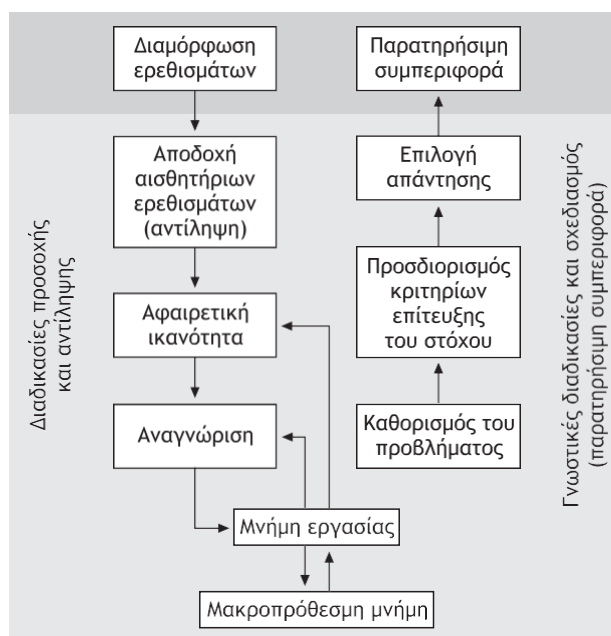 Διαμόρφωση
ερεθισμάτων
Αποδοχή
αισθητήριων
ερεθισμάτων
(αντίληψη)
Αφαιρετική
ικανότητα
Αναγνώριση
Μνήμη εργασίας
Μακροπρόθεσμη μνήμη
Παρατηρήσιμη
συμπεριφορά
Επιλογή
απάντησης
Προσδιορισμός
κριτηρίων
επίτευξης
του στόχου
Καθορισμός του
προβλήματος
Διαδικασίες προσοχής
και αντίληψης
Γνωστικές διαδικασίες και σχεδιασμός
(παρατηρήσιμη συμπεριφορά)